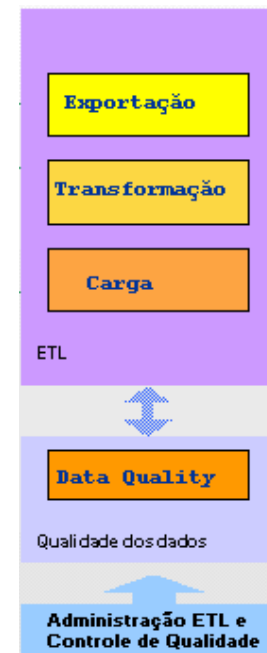 Exportação
Transformação
Carga
ETL
Data Quality
Qualidade dos dados
Administração ETL e
Controle de Qualidade